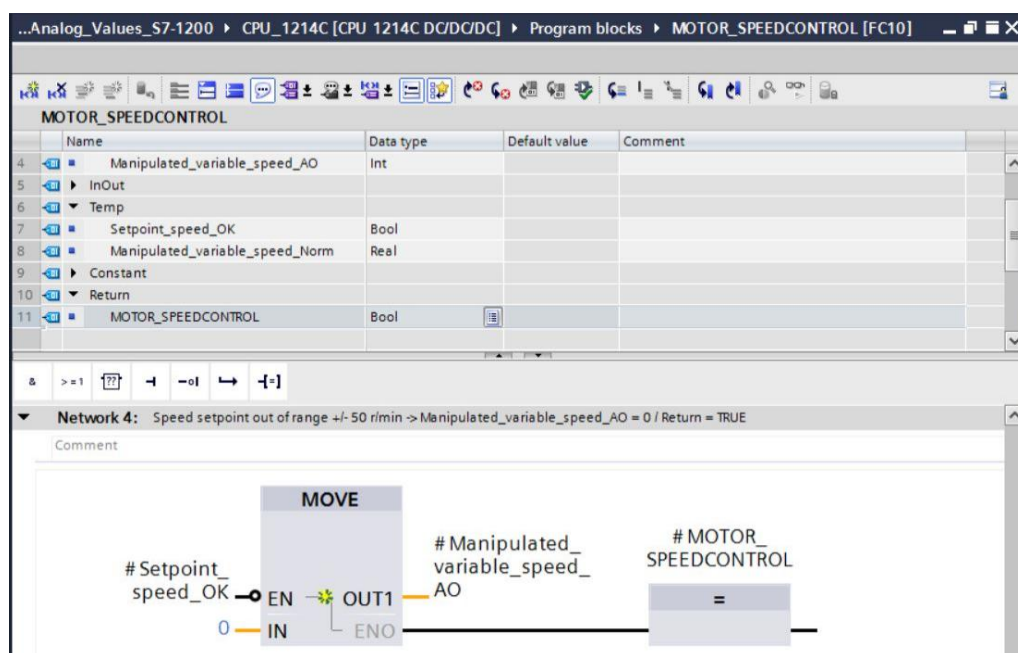 ...Analog_Values_S7-1200 ▸ CPU_1214C [CPU 1214C DC/DC/DC] ▸ Program blocks ▸ MOTOR_SPEEDCONTROL [FC10]
MOTOR_SPEEDCONTROL
Name Data type Default value Comment
4 Manipulated_variable_speed_AO Int
5 InOut
6 Temp
7 Setpoint_speed_OK Bool
8 Manipulated_variable_speed_Norm Real
9 Constant
10 Return
11 MOTOR_SPEEDCONTROL Bool
& >=1 ?? ⊣ -o| ↦ -[=]
Network 4: Speed setpoint out of range +/- 50 r/min -> Manipulated_variable_speed_AO = 0 / Return = TRUE
Comment
MOVE
#Setpoint_
speed_OK
EN
0
IN
OUT1
ENO
#Manipulated_
variable_speed_
AO
#MOTOR_
SPEEDCONTROL
=